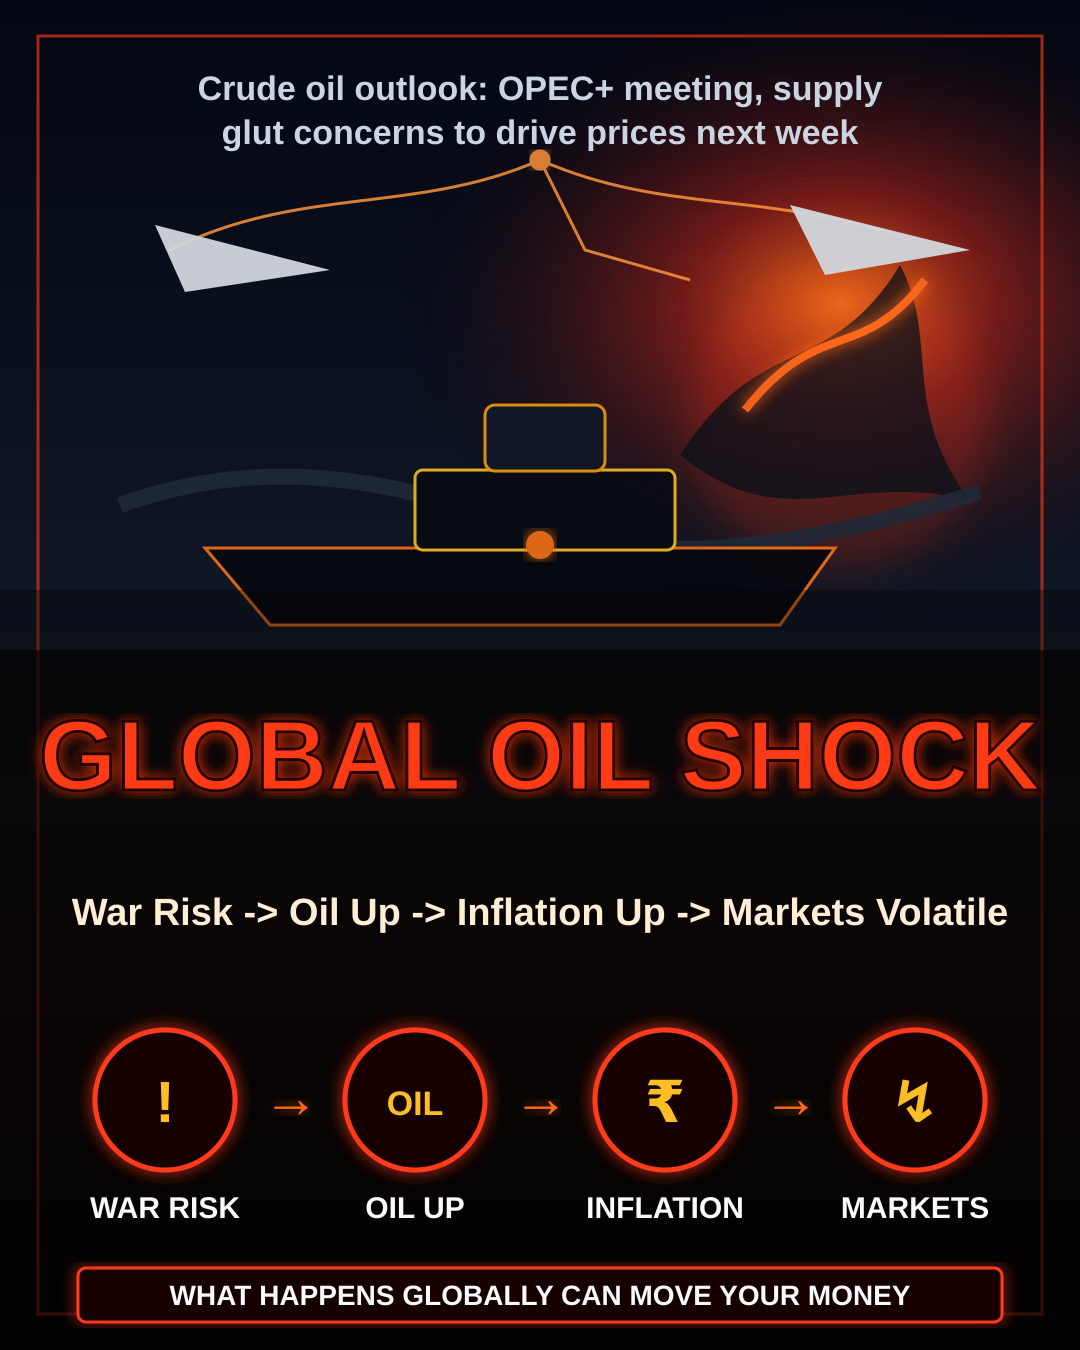 Crude oil outlook: OPEC+ meeting, supply
glut concerns to drive prices next week
GLOBAL OIL SHOCK
War Risk -> Oil Up -> Inflation Up -> Markets Volatile
! → OIL → ₹ → ↯
WAR RISK OIL UP INFLATION MARKETS
WHAT HAPPENS GLOBALLY CAN MOVE YOUR MONEY